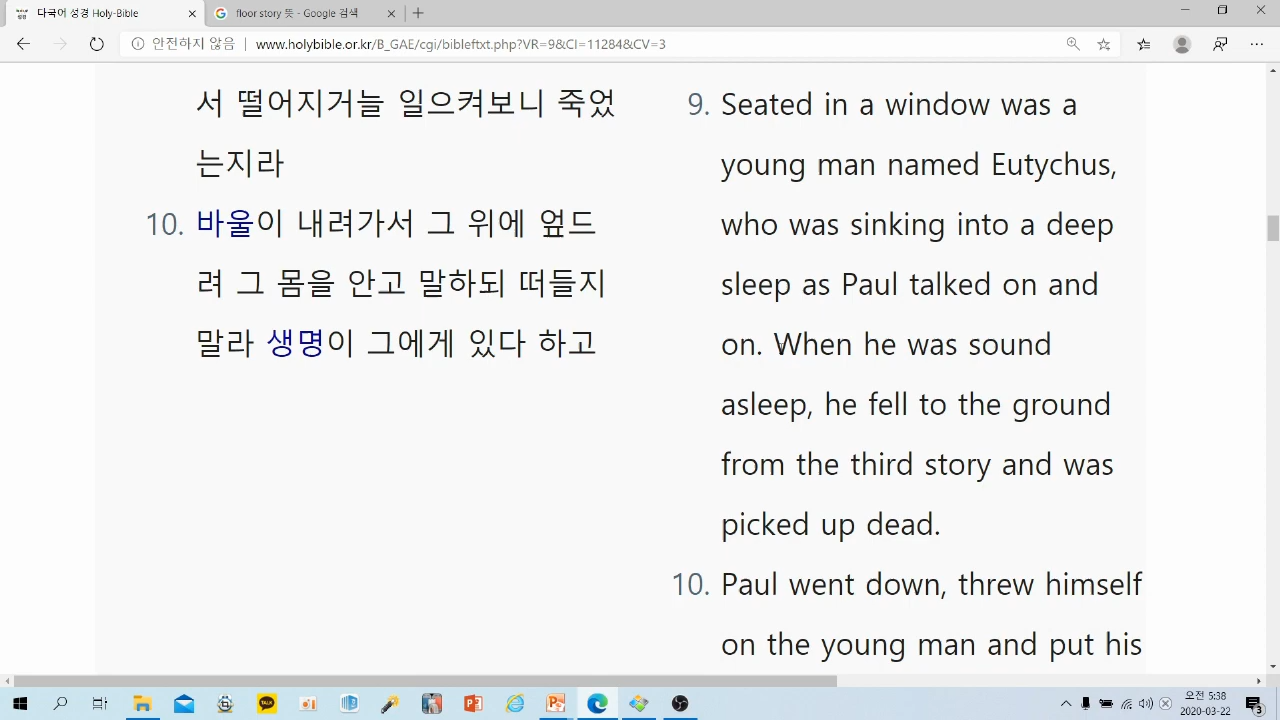 다국어 성경 Holy-Bible
floor story 뜻 - Google 검색
안전하지 않음
www.holybible.or.kr/B_GAE/cgi/bibleftxt.php?VR=9&CI=11284&CV=3
서 떨어지거늘 일으켜보니 죽었
는지라
10. 바울이 내려가서 그 위에 엎드
려 그 몸을 안고 말하되 떠들지
말라 생명이 그에게 있다 하고
9. Seated in a window was a
young man named Eutychus,
who was sinking into a deep
sleep as Paul talked on and
on. When he was sound
asleep, he fell to the ground
from the third story and was
picked up dead.
10. Paul went down, threw himself
on the young man and put his
TALK
오전 5:38
2020-03-22
3